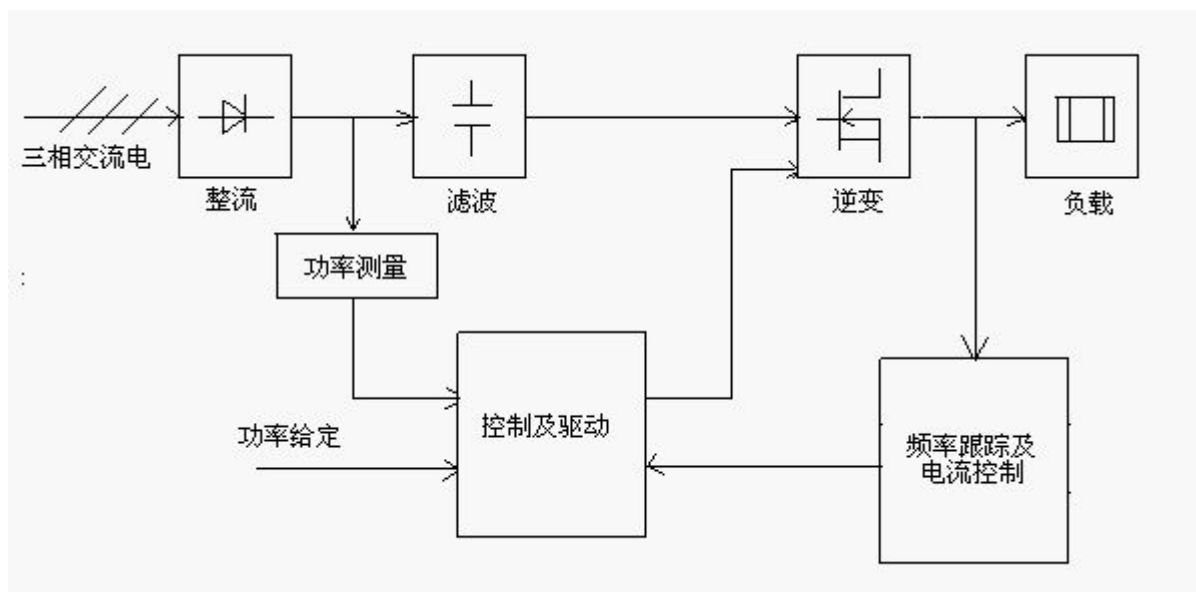 三相交流电
整流
滤波
逆变
负载
功率测量
:
功率给定
控制及驱动
频率跟踪及
电流控制